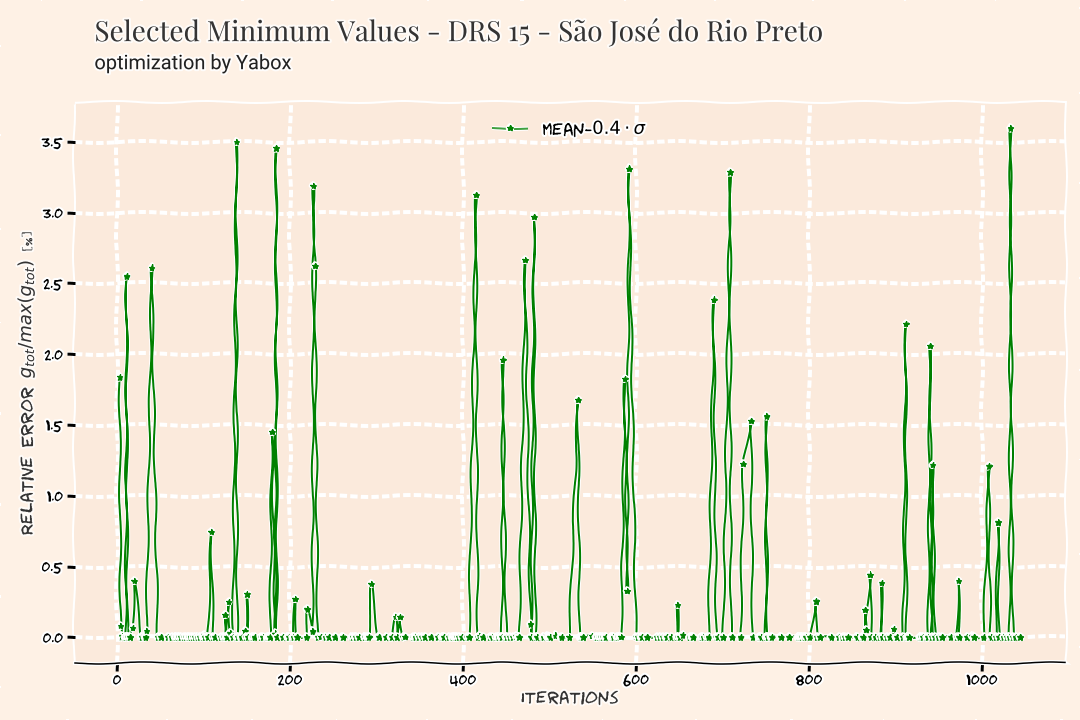 Selected Minimum Values - DRS 15 - São José do Rio Preto
optimization by Yabox
MEAN-0.4 · σ
3.5
3.0
2.5
2.0
1.5
1.0
0.5
0.0
RELATIVE ERROR g_tot/max(g_tot) [%]
0 200 400 600 800 1000
ITERATIONS